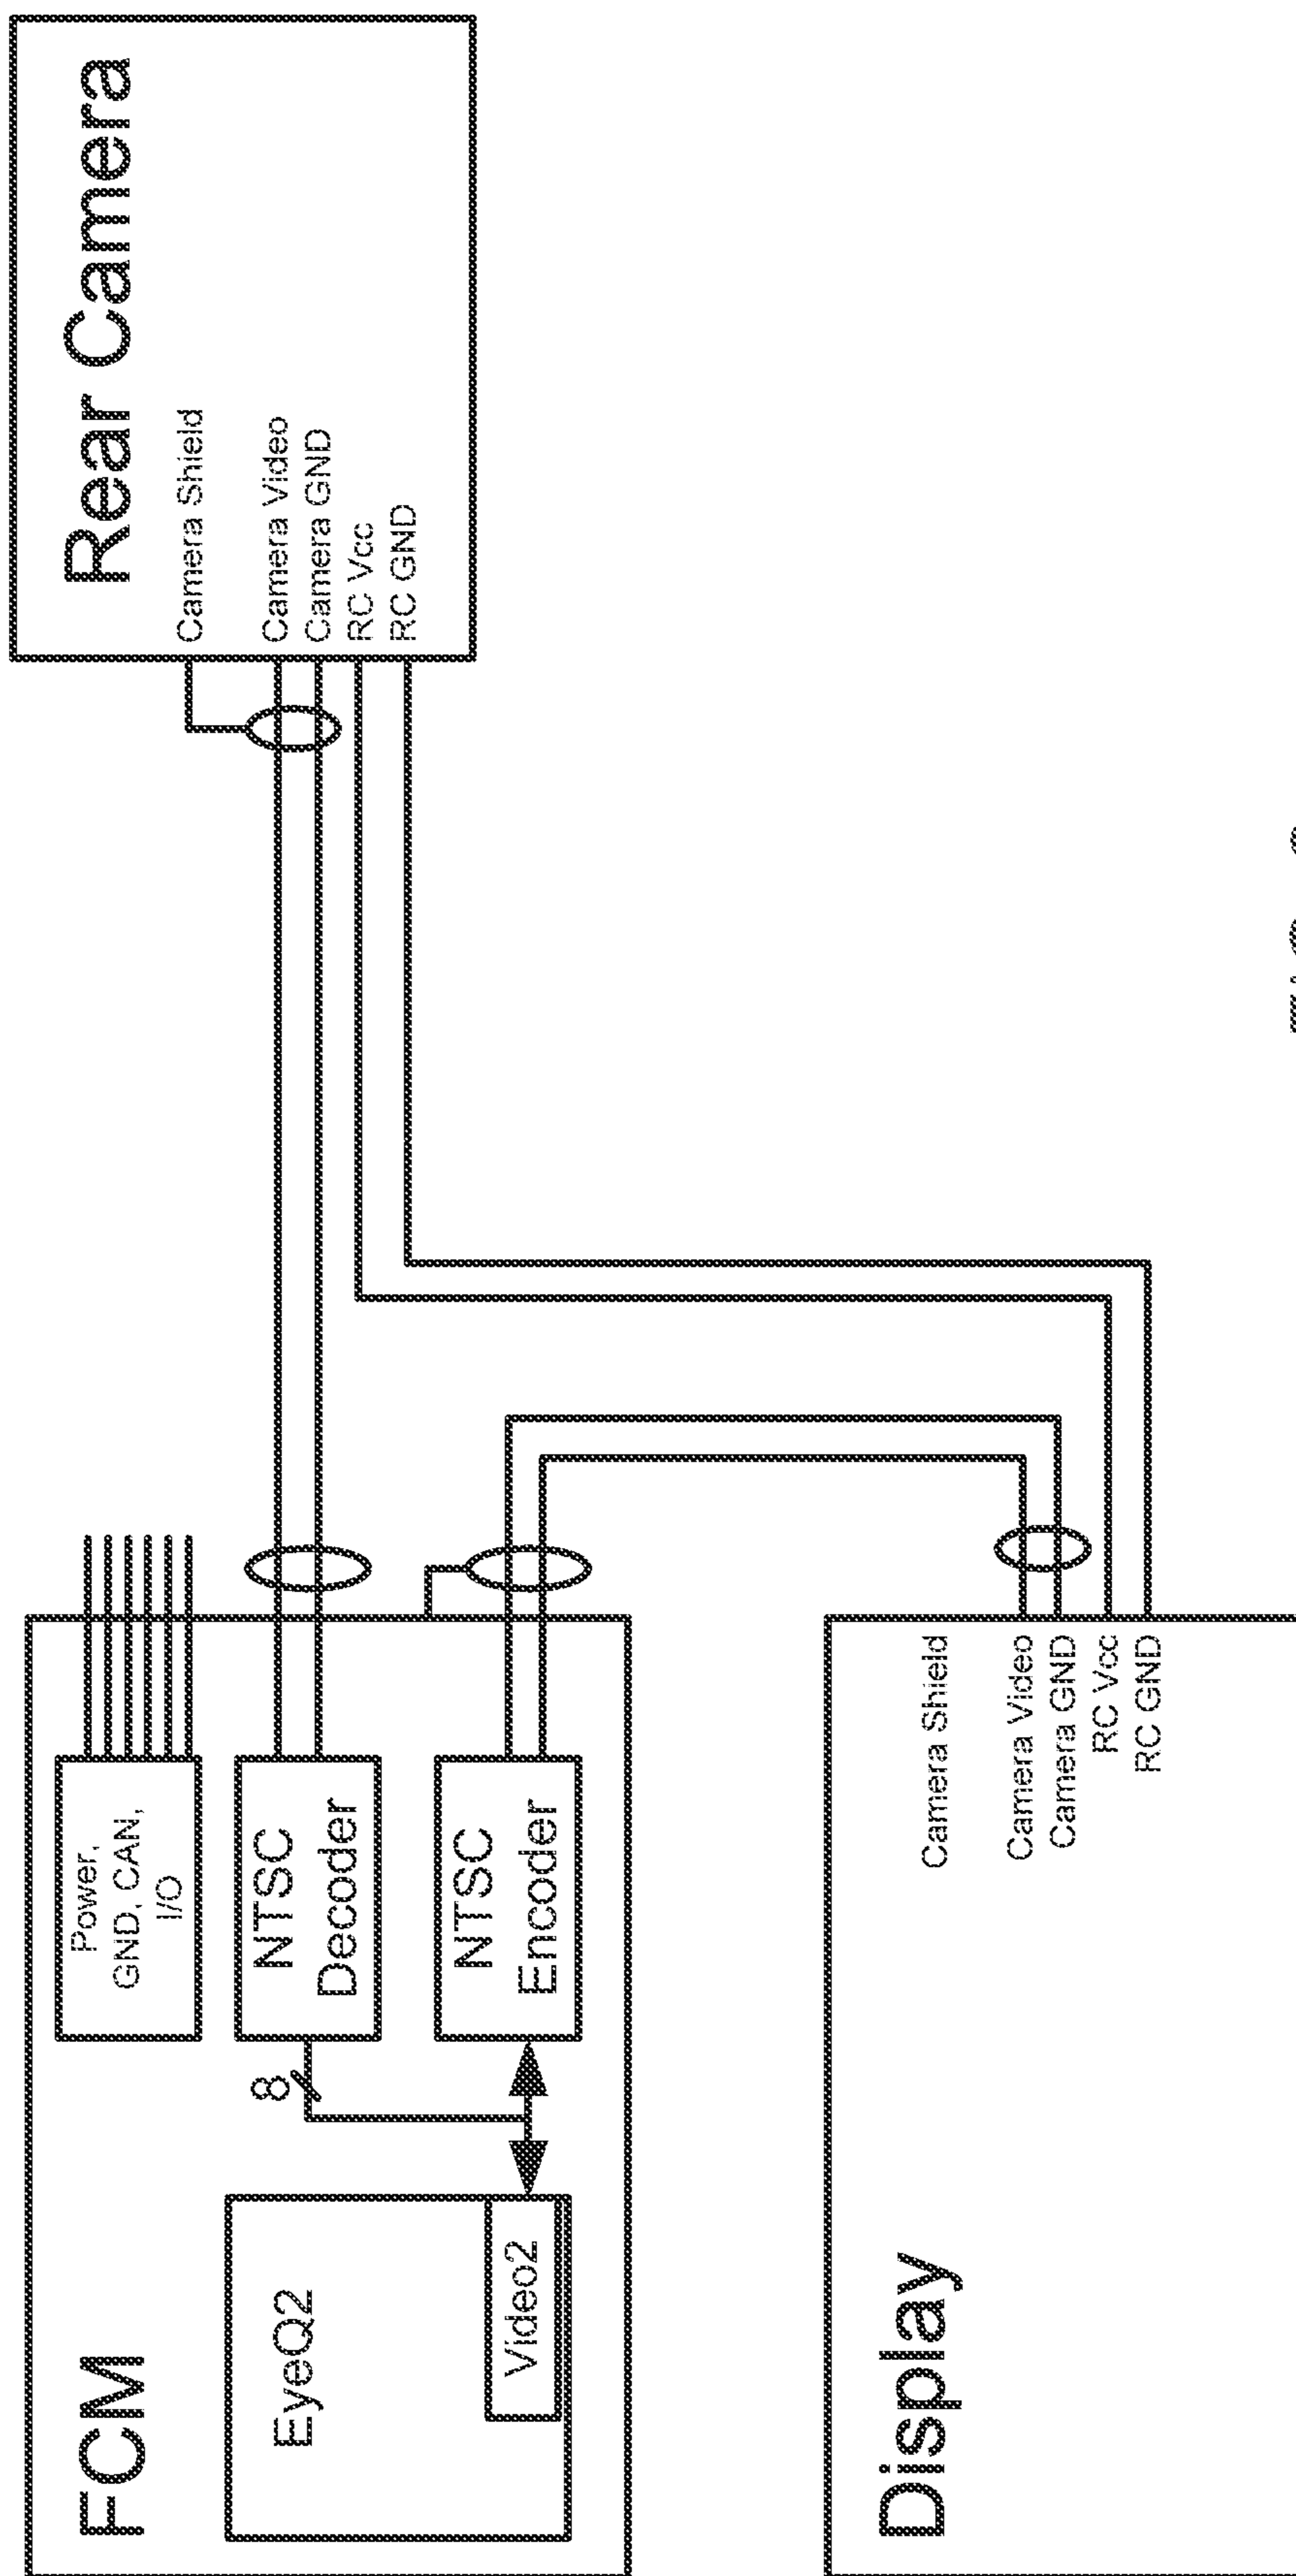 FCM
EyeQ2
Video2
8
Power,
GND, CAN,
I/O
NTSC
Decoder
NTSC
Encoder
Rear Camera
Camera Shield
Camera Video
Camera GND
RC Vcc
RC GND
Display
Camera Shield
Camera Video
Camera GND
RC Vcc
RC GND